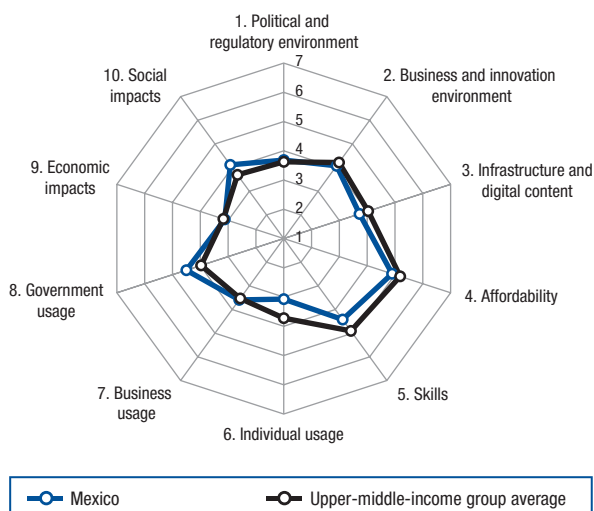 1. Political and
regulatory environment
2. Business and innovation
environment
3. Infrastructure and
digital content
4. Affordability
5. Skills
6. Individual usage
7. Business
usage
8. Government
usage
9. Economic
impacts
10. Social
impacts
7
6
5
4
3
2
1
Mexico
Upper-middle-income group average